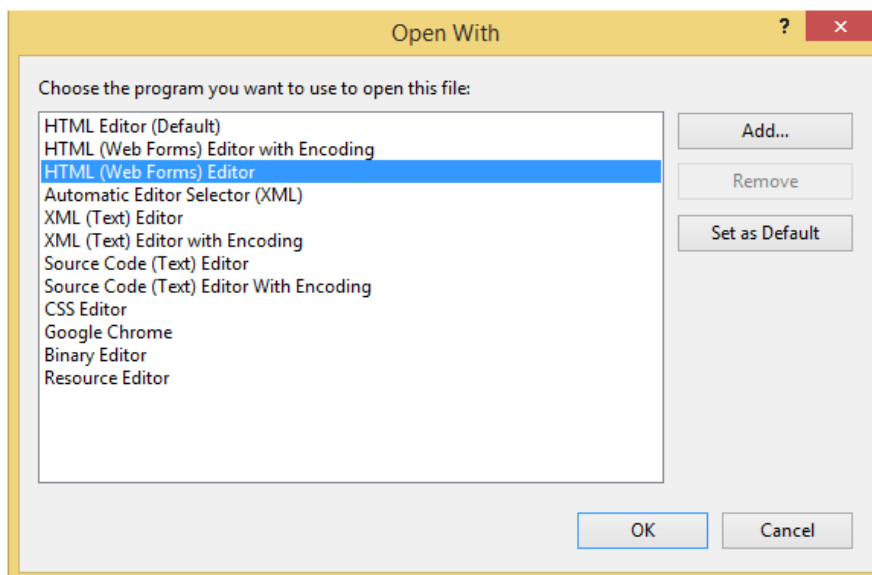 Open With
?
×
Choose the program you want to use to open this file:
HTML Editor (Default)
HTML (Web Forms) Editor with Encoding
HTML (Web Forms) Editor
Automatic Editor Selector (XML)
XML (Text) Editor
XML (Text) Editor with Encoding
Source Code (Text) Editor
Source Code (Text) Editor With Encoding
CSS Editor
Google Chrome
Binary Editor
Resource Editor
Add...
Remove
Set as Default
OK
Cancel